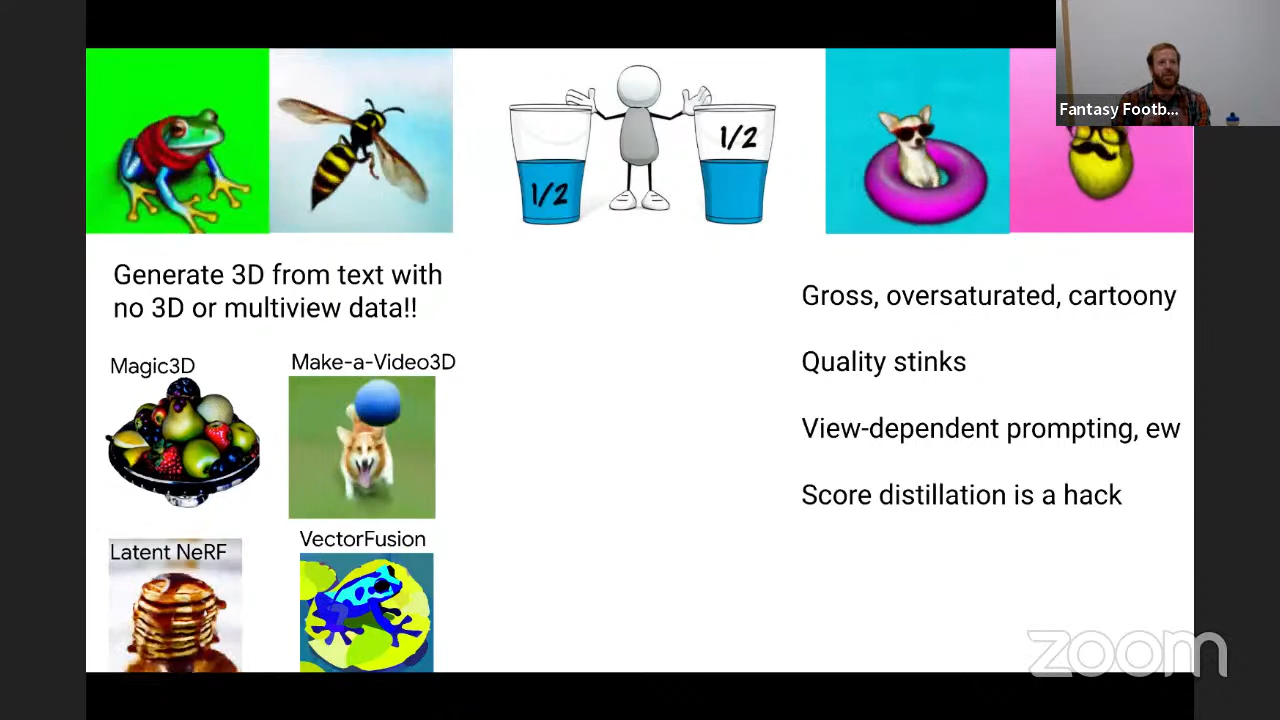 Fantasy Footb...
1/2
1/2
Generate 3D from text with
no 3D or multiview data!!
Magic3D
Make-a-Video3D
Latent NeRF
VectorFusion
Gross, oversaturated, cartoony
Quality stinks
View-dependent prompting, ew
Score distillation is a hack
zoom